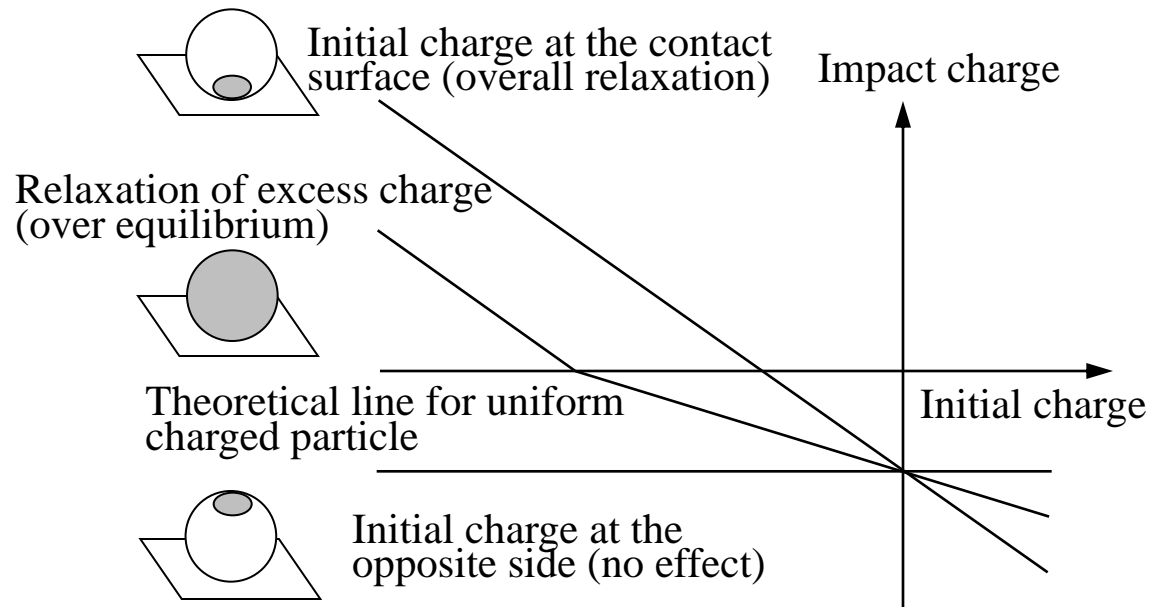 Initial charge at the contact
surface (overall relaxation)
Impact charge
Relaxation of excess charge
(over equilibrium)
Theoretical line for uniform
charged particle
Initial charge
Initial charge at the
opposite side (no effect)